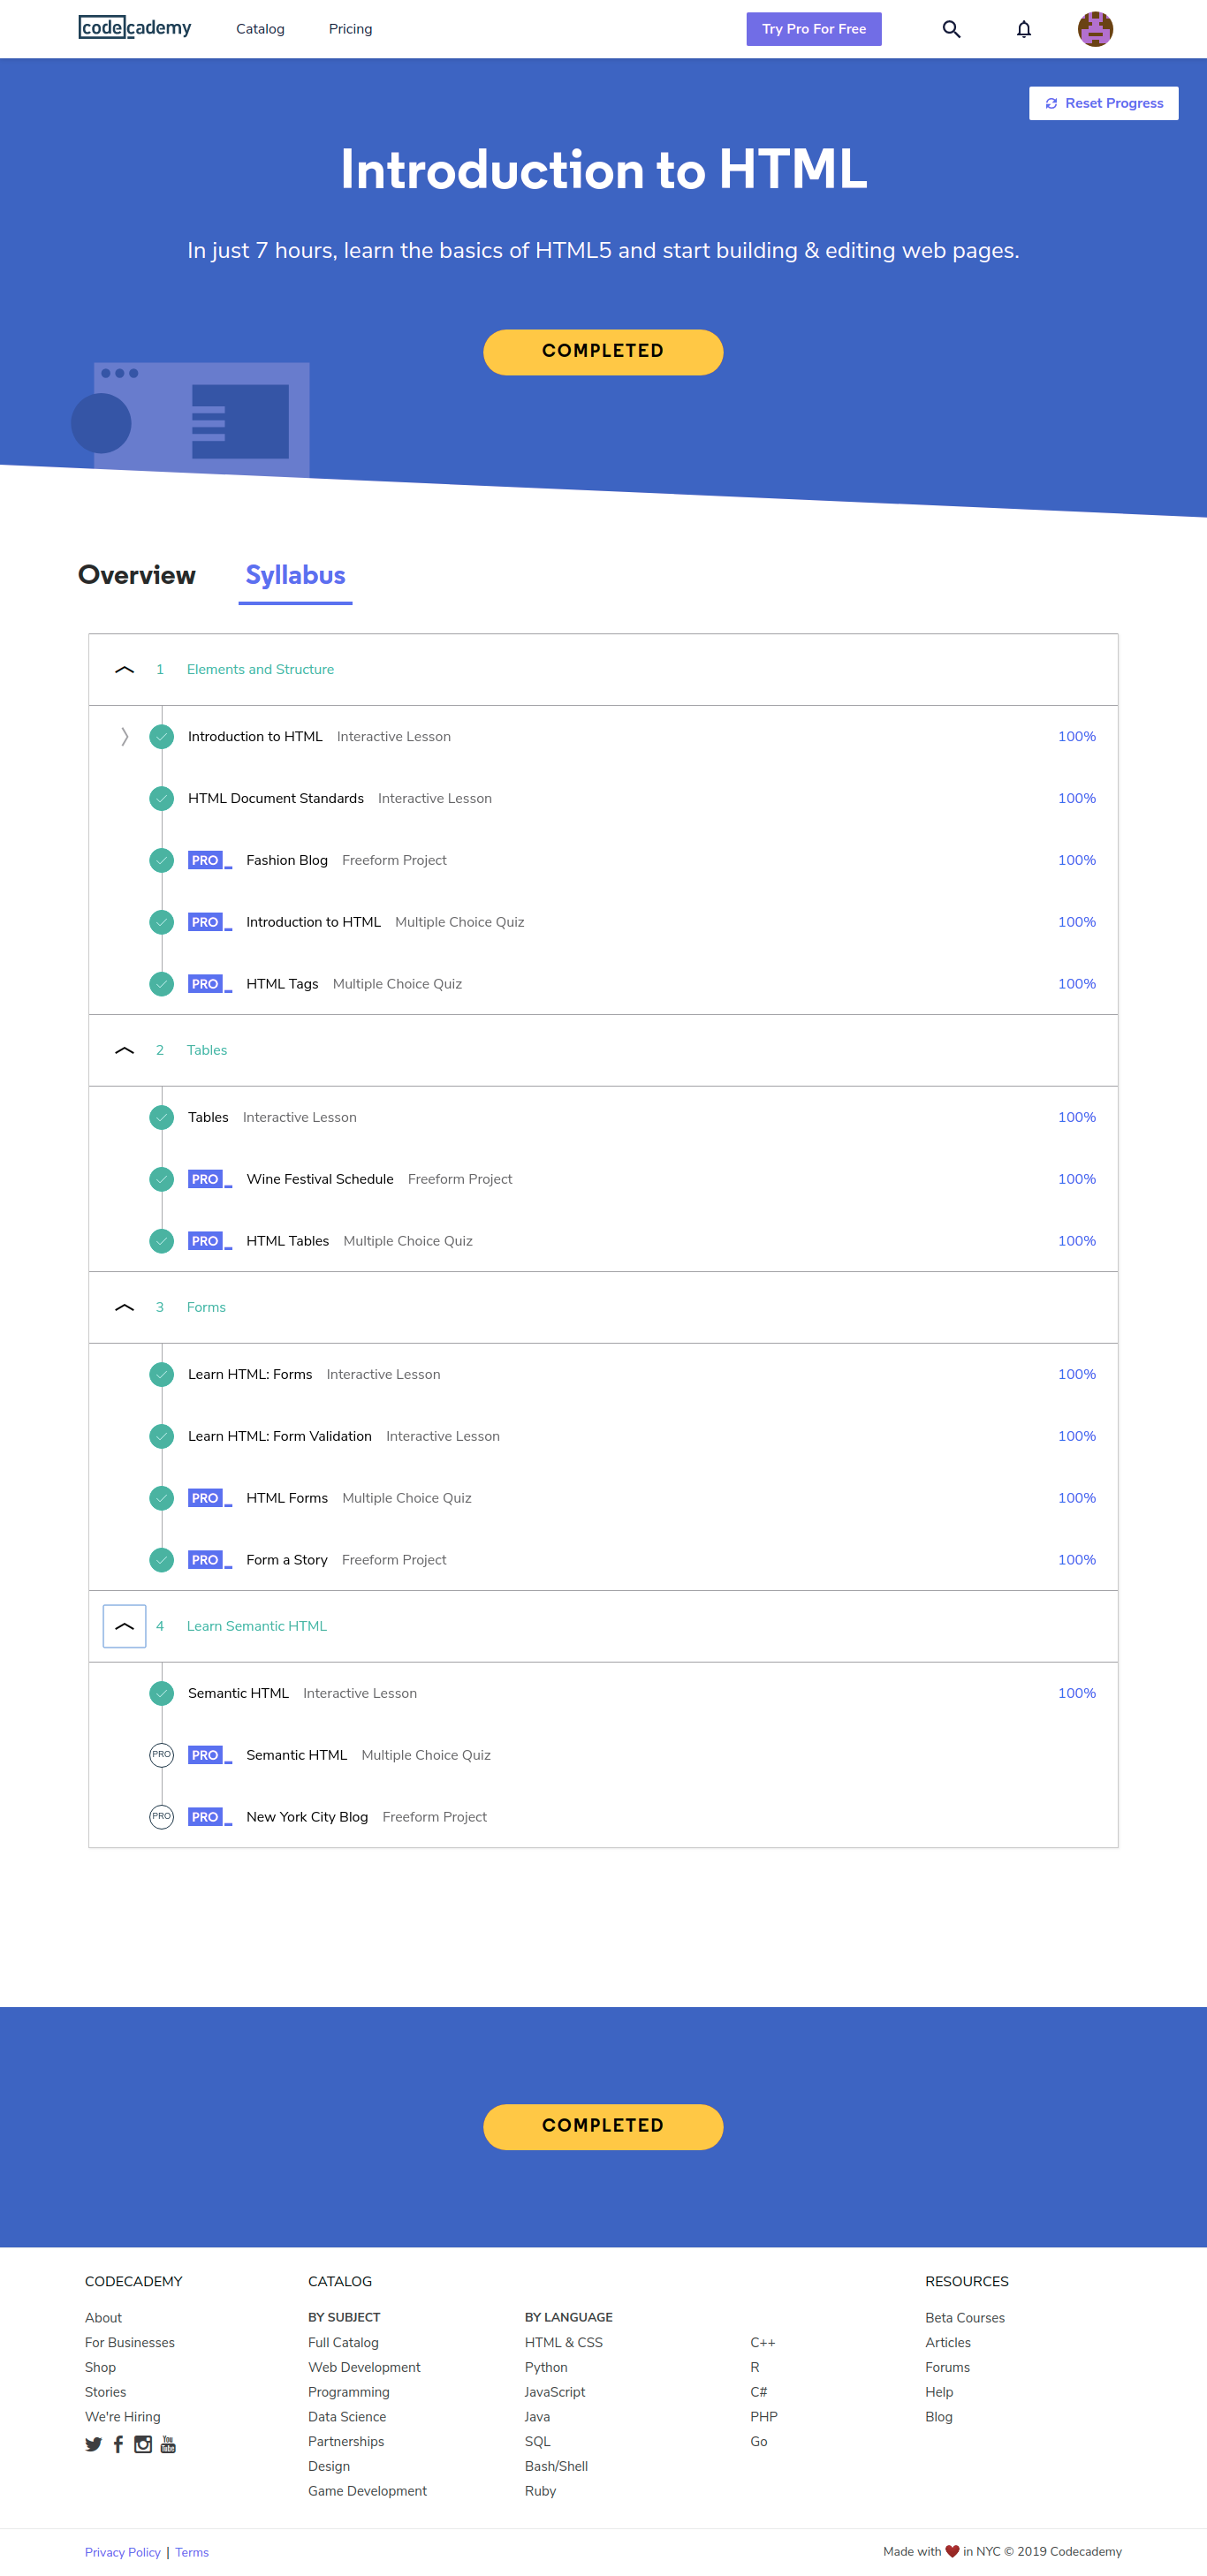 codecademy Catalog Pricing Try Pro For Free
Reset Progress
Introduction to HTML
In just 7 hours, learn the basics of HTML5 and start building & editing web pages.
COMPLETED
Overview Syllabus
1 Elements and Structure
Introduction to HTML Interactive Lesson 100%
HTML Document Standards Interactive Lesson 100%
PRO Fashion Blog Freeform Project 100%
PRO Introduction to HTML Multiple Choice Quiz 100%
PRO HTML Tags Multiple Choice Quiz 100%
2 Tables
Tables Interactive Lesson 100%
PRO Wine Festival Schedule Freeform Project 100%
PRO HTML Tables Multiple Choice Quiz 100%
3 Forms
Learn HTML: Forms Interactive Lesson 100%
Learn HTML: Form Validation Interactive Lesson 100%
PRO HTML Forms Multiple Choice Quiz 100%
PRO Form a Story Freeform Project 100%
4 Learn Semantic HTML
Semantic HTML Interactive Lesson 100%
PRO PRO Semantic HTML Multiple Choice Quiz
PRO PRO New York City Blog Freeform Project
COMPLETED
CODECADEMY
About
For Businesses
Shop
Stories
We're Hiring
You Tube
CATALOG
BY SUBJECT
Full Catalog
Web Development
Programming
Data Science
Partnerships
Design
Game Development
BY LANGUAGE
HTML & CSS
Python
JavaScript
Java
SQL
Bash/Shell
Ruby
C++
R
C#
PHP
Go
RESOURCES
Beta Courses
Articles
Forums
Help
Blog
Privacy Policy | Terms
Made with ❤ in NYC © 2019 Codecademy